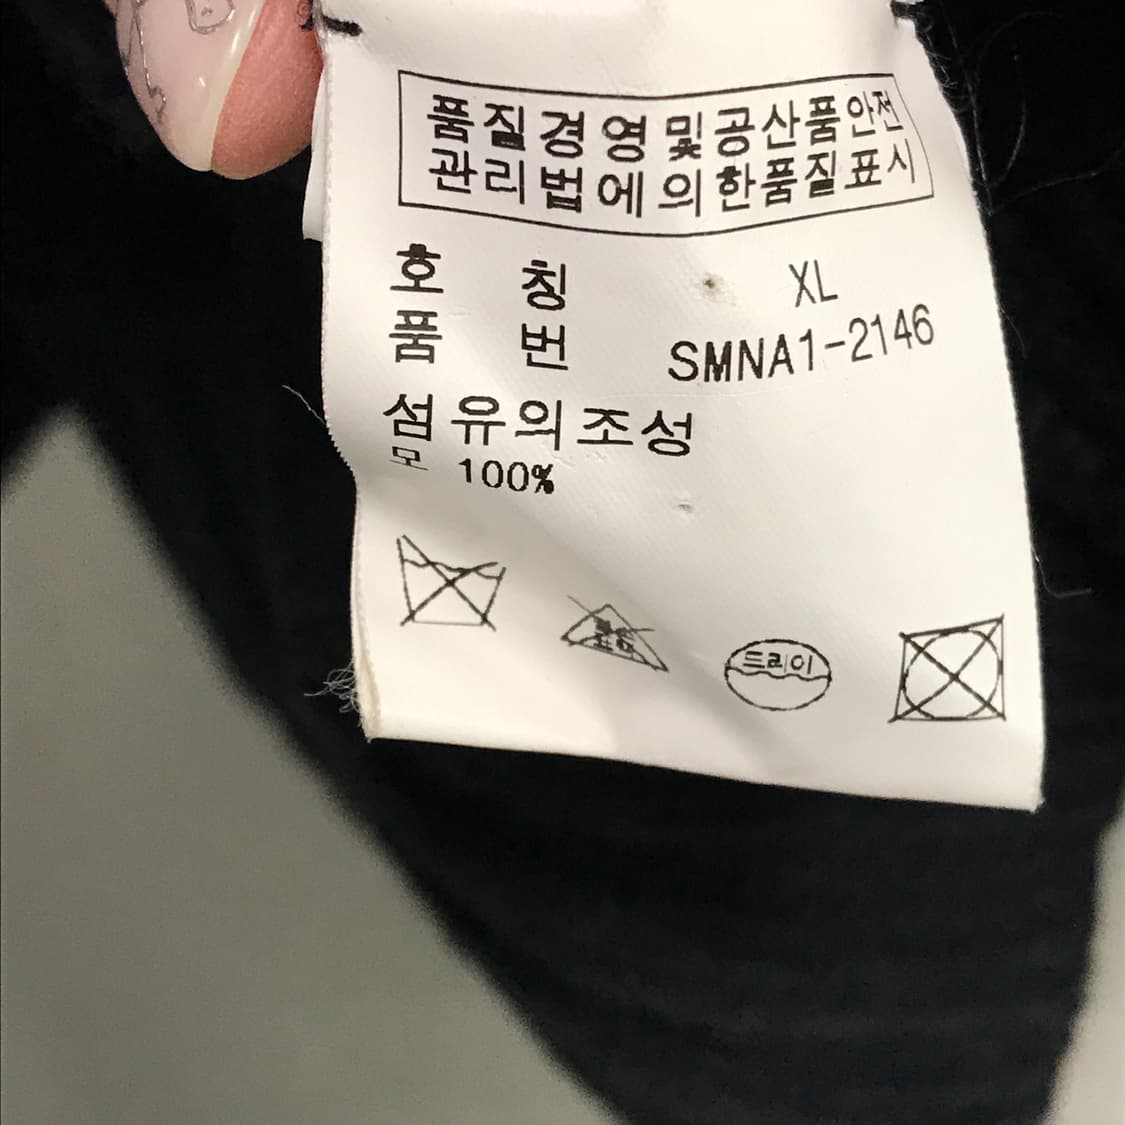 품질경영및공산품안전
관리법에의한품질표시
호칭 XL
품번 SMNA1-2146
섬유의조성
모 100%
드라이